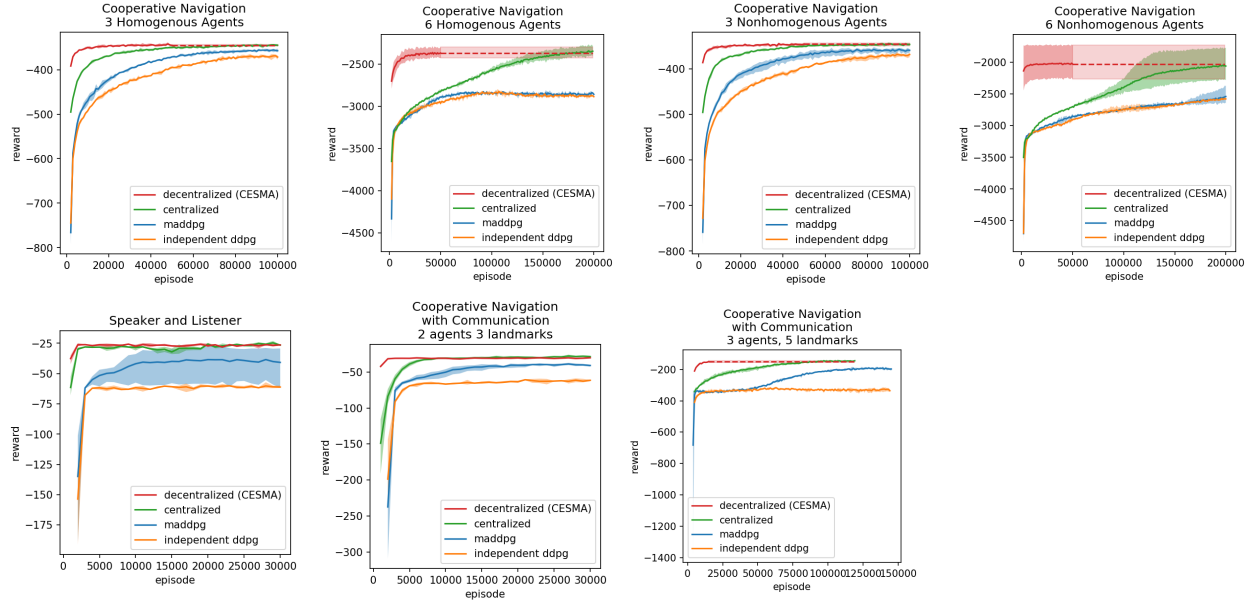 Cooperative Navigation
3 Homogenous Agents
reward
−400
−500
−600
−700
−800
decentralized (CESMA)
centralized
maddpg
independent ddpg
0 20000 40000 60000 80000 100000
episode
Cooperative Navigation
6 Homogenous Agents
reward
−2500
−3000
−3500
−4000
−4500
decentralized (CESMA)
centralized
maddpg
independent ddpg
0 50000 100000 150000 200000
episode
Cooperative Navigation
3 Nonhomogenous Agents
reward
−400
−500
−600
−700
−800
decentralized (CESMA)
centralized
maddpg
independent ddpg
0 20000 40000 60000 80000 100000
episode
Cooperative Navigation
6 Nonhomogenous Agents
reward
−2000
−2500
−3000
−3500
−4000
−4500
decentralized (CESMA)
centralized
maddpg
independent ddpg
0 50000 100000 150000 200000
episode
Speaker and Listener
reward
−25
−50
−75
−100
−125
−150
−175
decentralized (CESMA)
centralized
maddpg
independent ddpg
0 5000 10000 15000 20000 25000 30000
episode
Cooperative Navigation
with Communication
2 agents 3 landmarks
reward
−50
−100
−150
−200
−250
−300
decentralized (CESMA)
centralized
maddpg
independent ddpg
0 5000 10000 15000 20000 25000 30000
episode
Cooperative Navigation
with Communication
3 agents, 5 landmarks
reward
−200
−400
−600
−800
−1000
−1200
−1400
decentralized (CESMA)
centralized
maddpg
independent ddpg
0 25000 50000 75000 100000 125000 150000
episode